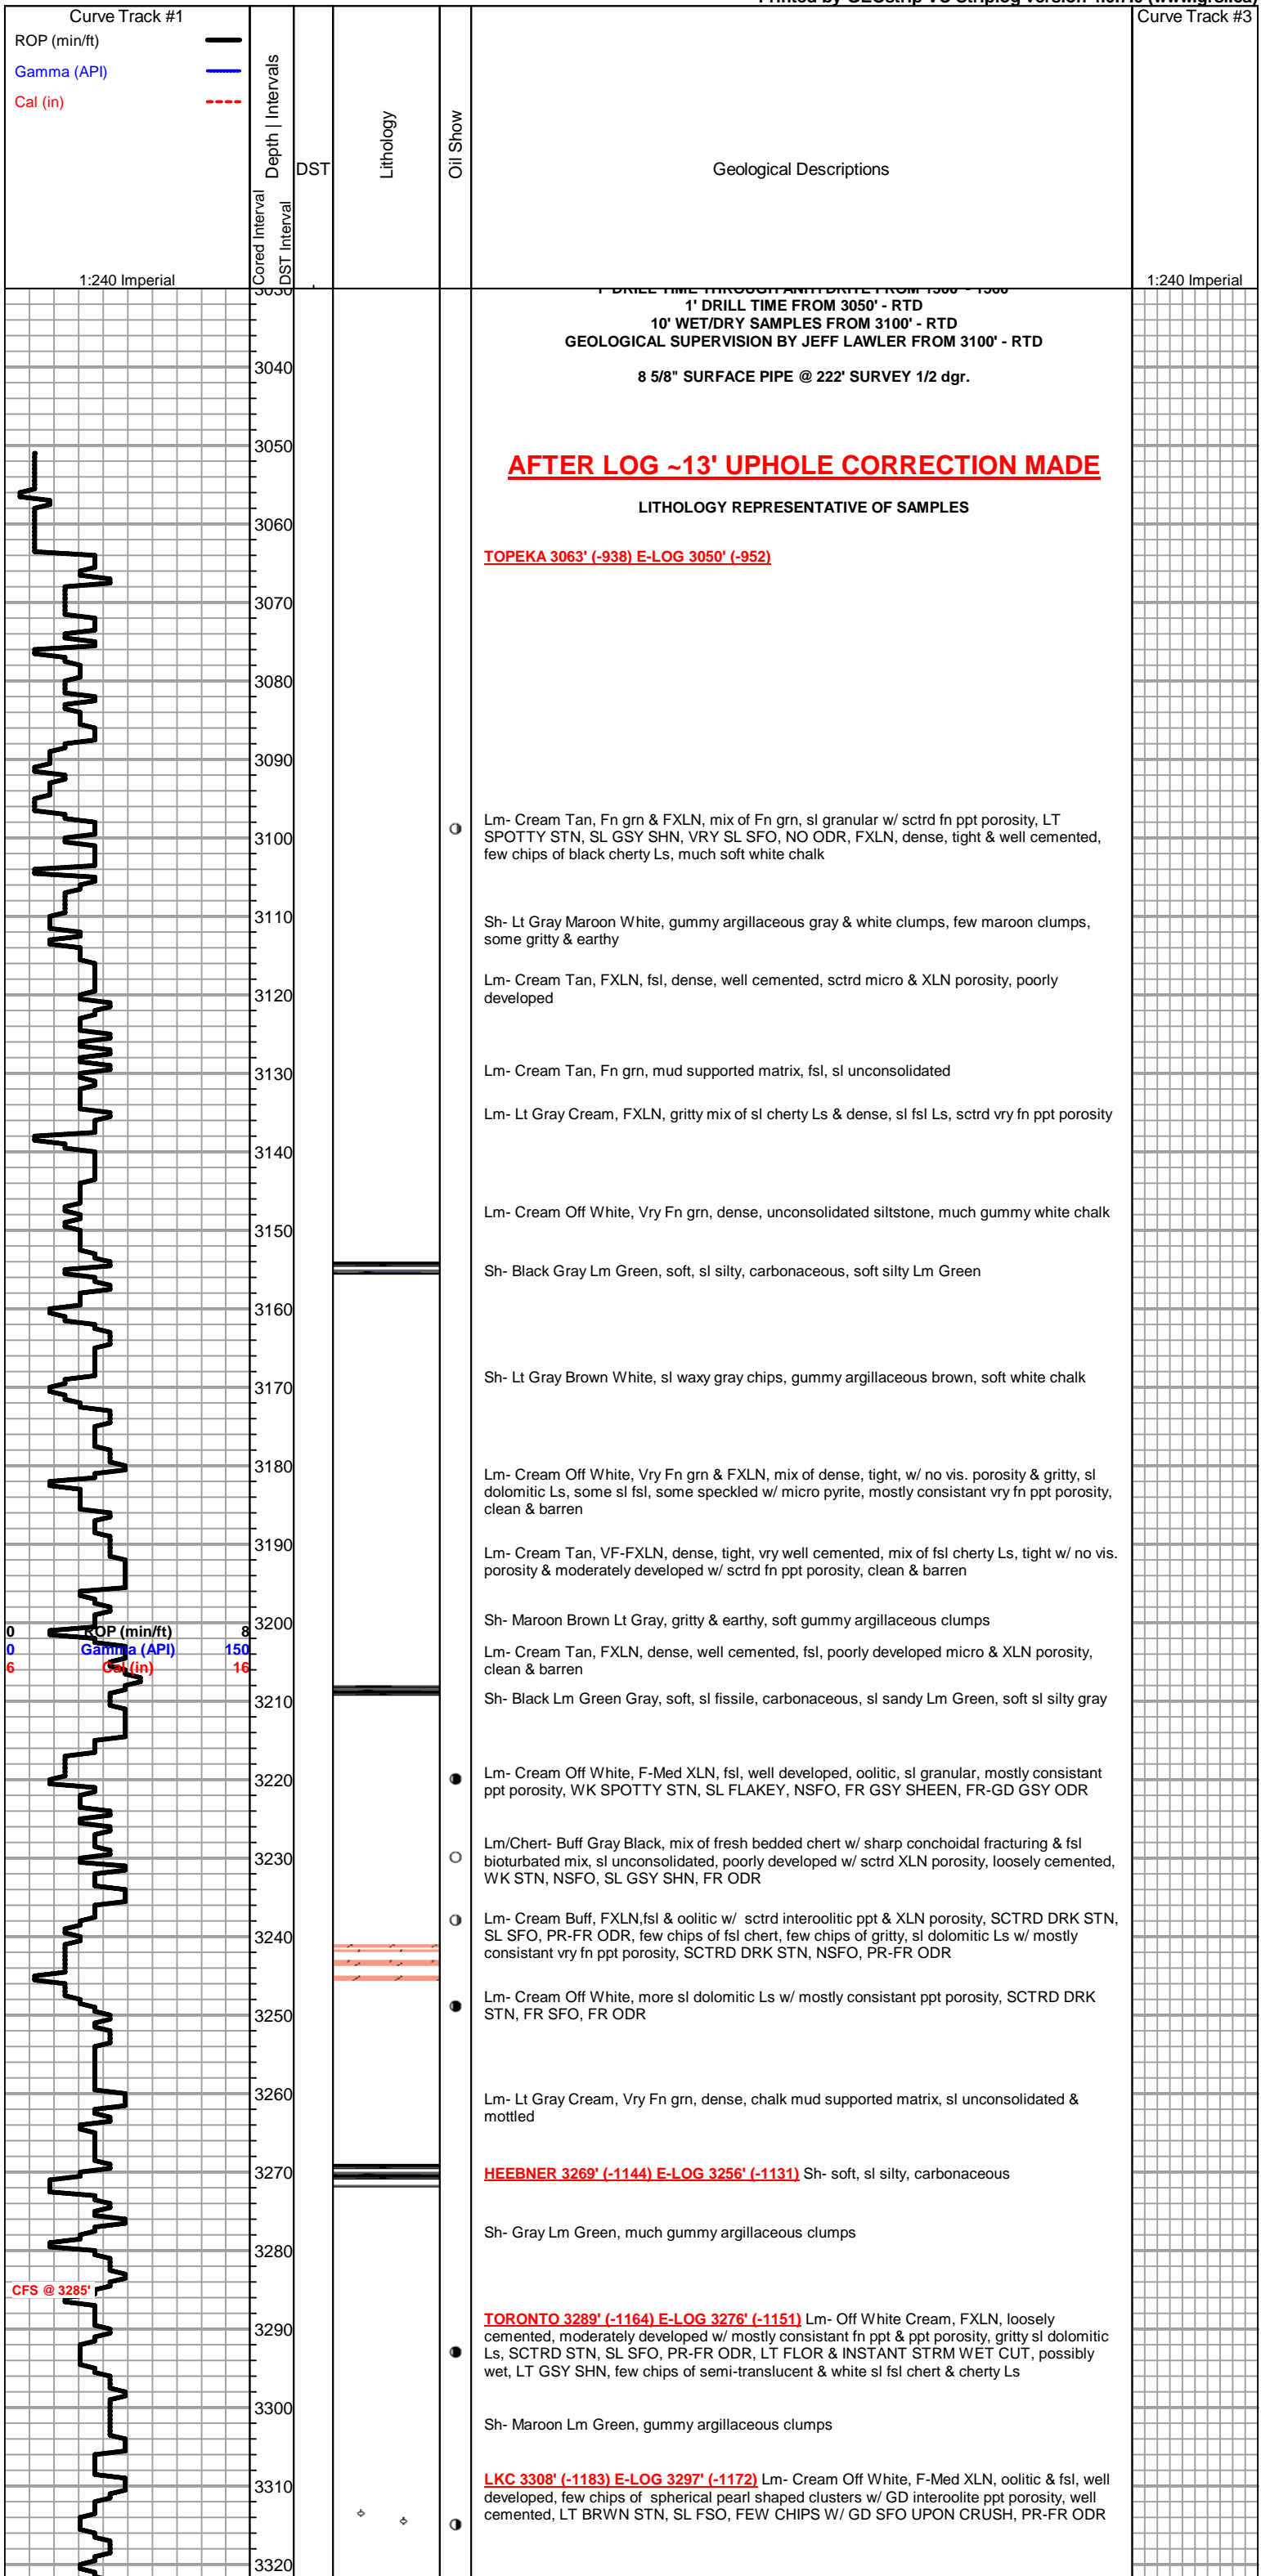 Curve Track #1
ROP (min/ft)
Gamma (API)
Cal (in)
1:240 Imperial
Depth | Intervals
Cored Interval
DST Interval
DST
Lithology
Oil Show
Geological Descriptions
Curve Track #3
1:240 Imperial
1' DRILL TIME FROM 3050' - RTD
10' WET/DRY SAMPLES FROM 3100' - RTD
GEOLOGICAL SUPERVISION BY JEFF LAWLER FROM 3100' - RTD
3040
8 5/8" SURFACE PIPE @ 222' SURVEY 1/2 dgr.
3050
AFTER LOG ~13' UPHOLE CORRECTION MADE
LITHOLOGY REPRESENTATIVE OF SAMPLES
3060
TOPEKA 3063' (-938) E-LOG 3050' (-952)
3070
3080
3090
Lm- Cream Tan, Fn grn & FXLN, mix of Fn grn, sl granular w/ sctrd fn ppt porosity, LT
3100
SPOTTY STN, SL GSY SHN, VRY SL SFO, NO ODR, FXLN, dense, tight & well cemented,
few chips of black cherty Ls, much soft white chalk
3110
Sh- Lt Gray Maroon White, gummy argillaceous gray & white clumps, few maroon clumps,
some gritty & earthy
Lm- Cream Tan, FXLN, fsl, dense, well cemented, sctrd micro & XLN porosity, poorly
developed
3120
3130
Lm- Cream Tan, Fn grn, mud supported matrix, fsl, sl unconsolidated
Lm- Lt Gray Cream, FXLN, gritty mix of sl cherty Ls & dense, sl fsl Ls, sctrd vry fn ppt porosity
3140
Lm- Cream Off White, Vry Fn grn, dense, unconsolidated siltstone, much gummy white chalk
3150
Sh- Black Gray Lm Green, soft, sl silty, carbonaceous, soft silty Lm Green
3160
Sh- Lt Gray Brown White, sl waxy gray chips, gummy argillaceous brown, soft white chalk
3170
3180
Lm- Cream Off White, Vry Fn grn & FXLN, mix of dense, tight, w/ no vis. porosity & gritty, sl
dolomitic Ls, some sl fsl, some speckled w/ micro pyrite, mostly consistant vry fn ppt porosity,
clean & barren
3190
Lm- Cream Tan, VF-FXLN, dense, tight, vry well cemented, mix of fsl cherty Ls, tight w/ no vis.
porosity & moderately developed w/ sctrd fn ppt porosity, clean & barren
3200
Sh- Maroon Brown Lt Gray, gritty & earthy, soft gummy argillaceous clumps
0 ROP (min/ft) 8
0 Gamma (API) 150
6 Cal (in) 16
Lm- Cream Tan, FXLN, dense, well cemented, fsl, poorly developed micro & XLN porosity,
clean & barren
3210
Sh- Black Lm Green Gray, soft, sl fissile, carbonaceous, sl sandy Lm Green, soft sl silty gray
3220
Lm- Cream Off White, F-Med XLN, fsl, well developed, oolitic, sl granular, mostly consistant
ppt porosity, WK SPOTTY STN, SL FLAKEY, NSFO, FR GSY SHEEN, FR-GD GSY ODR
3230
Lm/Chert- Buff Gray Black, mix of fresh bedded chert w/ sharp conchoidal fracturing & fsl
bioturbated mix, sl unconsolidated, poorly developed w/ sctrd XLN porosity, loosely cemented,
WK STN, NSFO, SL GSY SHN, FR ODR
3240
Lm- Cream Buff, FXLN,fsl & oolitic w/ sctrd interoolitic ppt & XLN porosity, SCTRD DRK STN,
SL SFO, PR-FR ODR, few chips of fsl chert, few chips of gritty, sl dolomitic Ls w/ mostly
consistant vry fn ppt porosity, SCTRD DRK STN, NSFO, PR-FR ODR
3250
Lm- Cream Off White, more sl dolomitic Ls w/ mostly consistant ppt porosity, SCTRD DRK
STN, FR SFO, FR ODR
3260
Lm- Lt Gray Cream, Vry Fn grn, dense, chalk mud supported matrix, sl unconsolidated &
mottled
3270
HEEBNER 3269' (-1144) E-LOG 3256' (-1131) Sh- soft, sl silty, carbonaceous
Sh- Gray Lm Green, much gummy argillaceous clumps
3280
CFS @ 3285'
3290
TORONTO 3289' (-1164) E-LOG 3276' (-1151) Lm- Off White Cream, FXLN, loosely
cemented, moderately developed w/ mostly consistant fn ppt & ppt porosity, gritty sl dolomitic
Ls, SCTRD STN, SL SFO, PR-FR ODR, LT FLOR & INSTANT STRM WET CUT, possibly
wet, LT GSY SHN, few chips of semi-translucent & white sl fsl chert & cherty Ls
3300
Sh- Maroon Lm Green, gummy argillaceous clumps
3310
LKC 3308' (-1183) E-LOG 3297' (-1172) Lm- Cream Off White, F-Med XLN, oolitic & fsl, well
developed, few chips of spherical pearl shaped clusters w/ GD interoolite ppt porosity, well
cemented, LT BRWN STN, SL FSO, FEW CHIPS W/ GD SFO UPON CRUSH, PR-FR ODR
3320